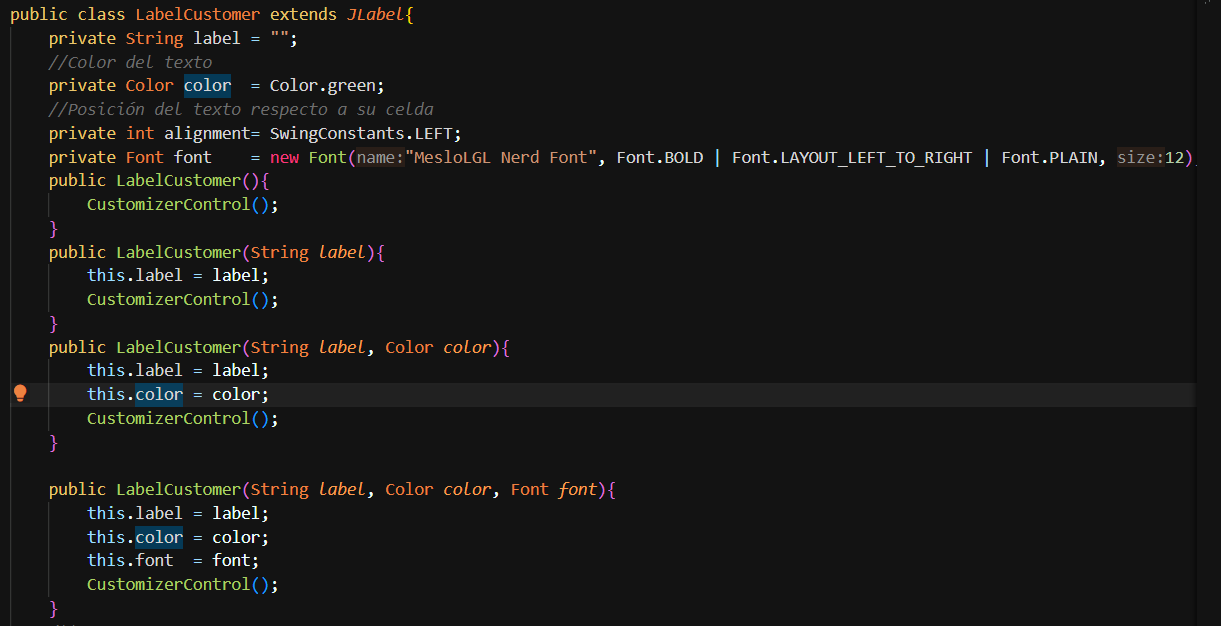 public class LabelCustomer extends JLabel{
    private String label = "";
    //Color del texto
    private Color color  = Color.green;
    //Posición del texto respecto a su celda
    private int alignment= SwingConstants.LEFT;
    private Font font    = new Font(name:"MesloLGL Nerd Font", Font.BOLD | Font.LAYOUT_LEFT_TO_RIGHT | Font.PLAIN, size:12)
    public LabelCustomer(){
        CustomizerControl();
    }
    public LabelCustomer(String label){
        this.label = label;
        CustomizerControl();
    }
    public LabelCustomer(String label, Color color){
        this.label = label;
        this.color = color;
        CustomizerControl();
    }
    public LabelCustomer(String label, Color color, Font font){
        this.label = label;
        this.color = color;
        this.font  = font;
        CustomizerControl();
    }